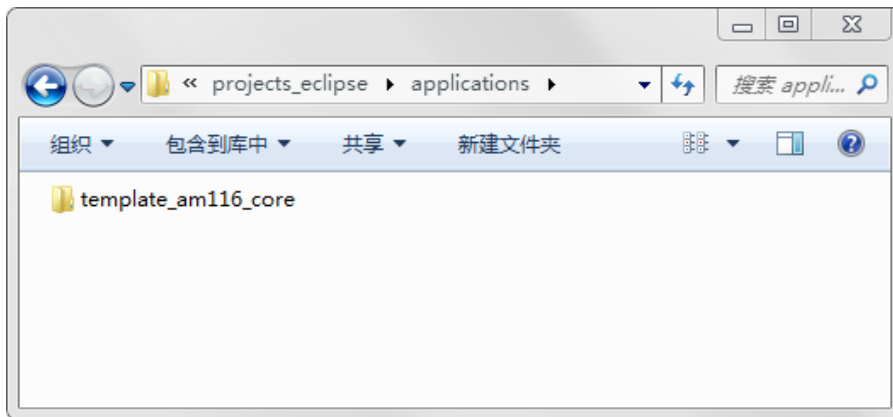 « projects_eclipse applications 搜索 appli...
组织 包含到库中 共享 新建文件夹
template_am116_core